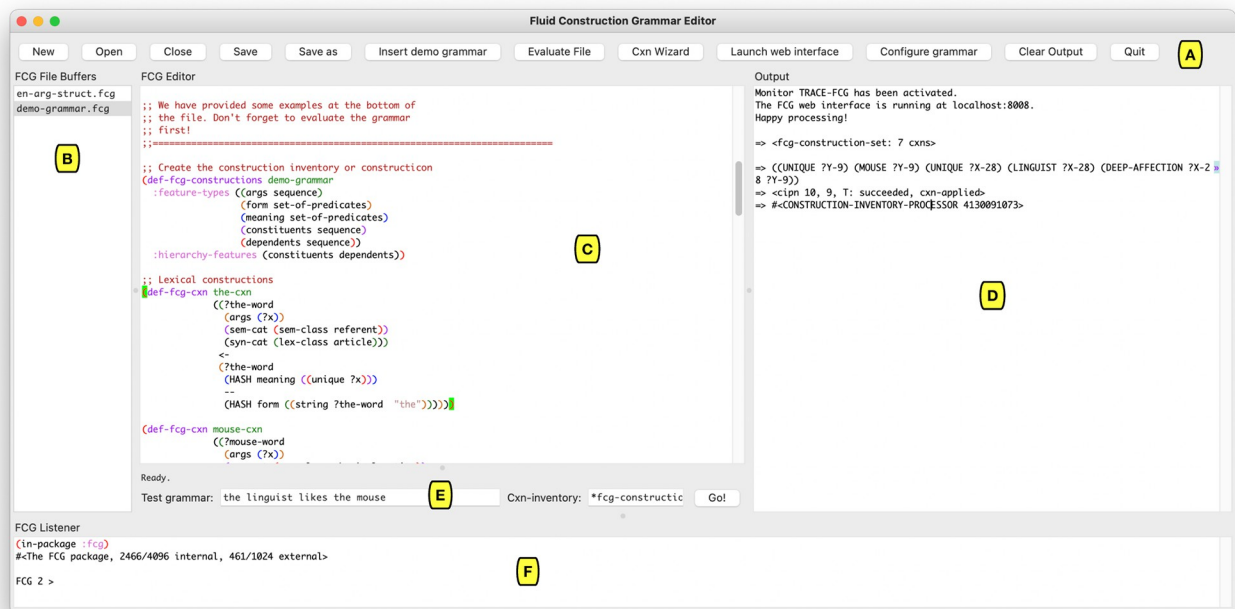 Fluid Construction Grammar Editor
New Open Close Save Save as Insert demo grammar Evaluate File Cxn Wizard Launch web interface Configure grammar Clear Output Quit A
FCG File Buffers
en-arg-struct.fcg
demo-grammar.fcg
B
FCG Editor
;; We have provided some examples at the bottom of
;; the file. Don't forget to evaluate the grammar
;; first!
;;=========================================================================
;; Create the construction inventory or constructicon
(def-fcg-constructions demo-grammar
:feature-types ((args sequence)
(form set-of-predicates)
(meaning set-of-predicates)
(constituents sequence)
(dependents sequence))
:hierarchy-features (constituents dependents))
C
;; Lexical constructions
(def-fcg-cxn the-cxn
((?the-word
(args (?x))
(sem-cat (sem-class referent))
(syn-cat (lex-class article)))
<-
(?the-word
(HASH meaning ((unique ?x)))
--
(HASH form ((string ?the-word "the")))))
(def-fcg-cxn mouse-cxn
((?mouse-word
(args (?x))
Ready.
Test grammar: the linguist likes the mouse E Cxn-inventory: *fcg-constructic Go!
Output
Monitor TRACE-FCG has been activated.
The FCG web interface is running at localhost:8008.
Happy processing!
=> <fcg-construction-set: 7 cxns>
=> ((UNIQUE ?Y-9) (MOUSE ?Y-9) (UNIQUE ?X-28) (LINGUIST ?X-28) (DEEP-AFFECTION ?X-2 »
8 ?Y-9))
=> <cipn 10, 9, T: succeeded, cxn-applied>
=> #<CONSTRUCTION-INVENTORY-PROCESSOR 4130091073>
D
FCG Listener
(in-package :fcg)
#<The FCG package, 2466/4096 internal, 461/1024 external>
FCG 2 >
F